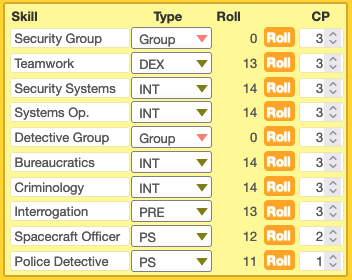 Skill Type Roll CP
Security Group Group 0 Roll 3
Teamwork DEX 13 Roll 3
Security Systems INT 14 Roll 3
Systems Op. INT 14 Roll 3
Detective Group Group 0 Roll 3
Bureaucratics INT 14 Roll 3
Criminology INT 14 Roll 3
Interrogation PRE 13 Roll 3
Spacecraft Officer PS 12 Roll 2
Police Detective PS 11 Roll 1